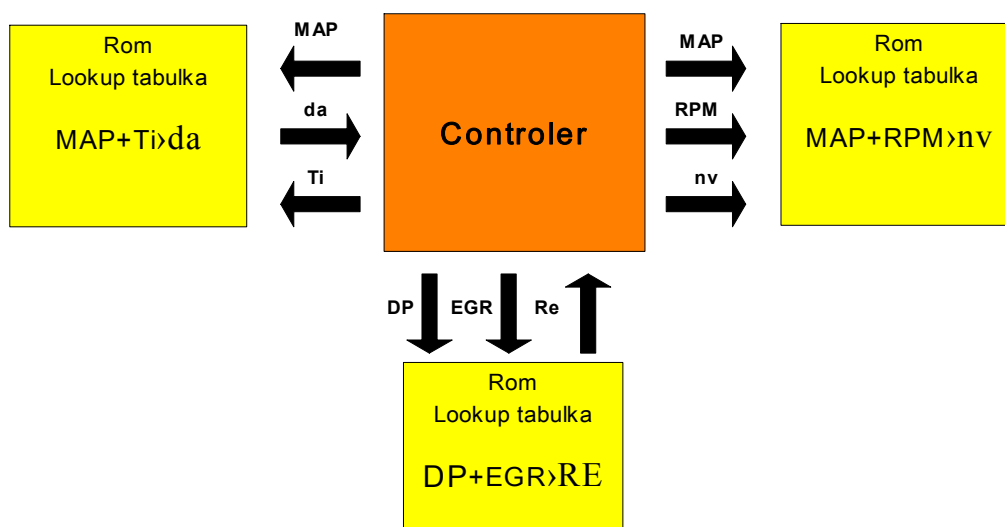 Rom
Lookup tabulka
MAP+Ti›da
MAP
da
Ti
Controler
MAP
RPM
nv
Rom
Lookup tabulka
MAP+RPM›nv
DP
EGR
Re
Rom
Lookup tabulka
DP+EGR›RE